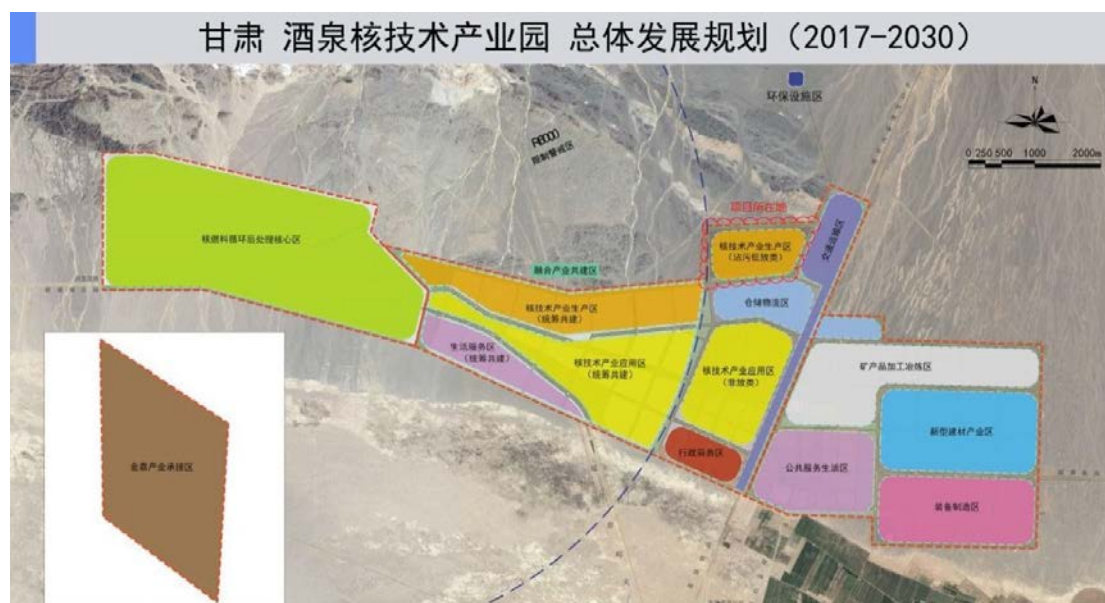 甘肃 酒泉核技术产业园 总体发展规划（2017-2030）
环保设施区
N
R8000
限制警戒区
0 250 500 1000 2000m
项目所在地
交通运输区
核燃料循环后处理核心区
核技术产业生产区
（沾污低放类）
融合产业共建区
仓储物流区
核技术产业生产区
（统筹共建）
生活服务区
（统筹共建）
核技术产业应用区
（统筹共建）
核技术产业应用区
（非放类）
矿产品加工冶炼区
新型建材产业区
行政商务区
公共服务生活区
金嘉产业承接区
装备制造区